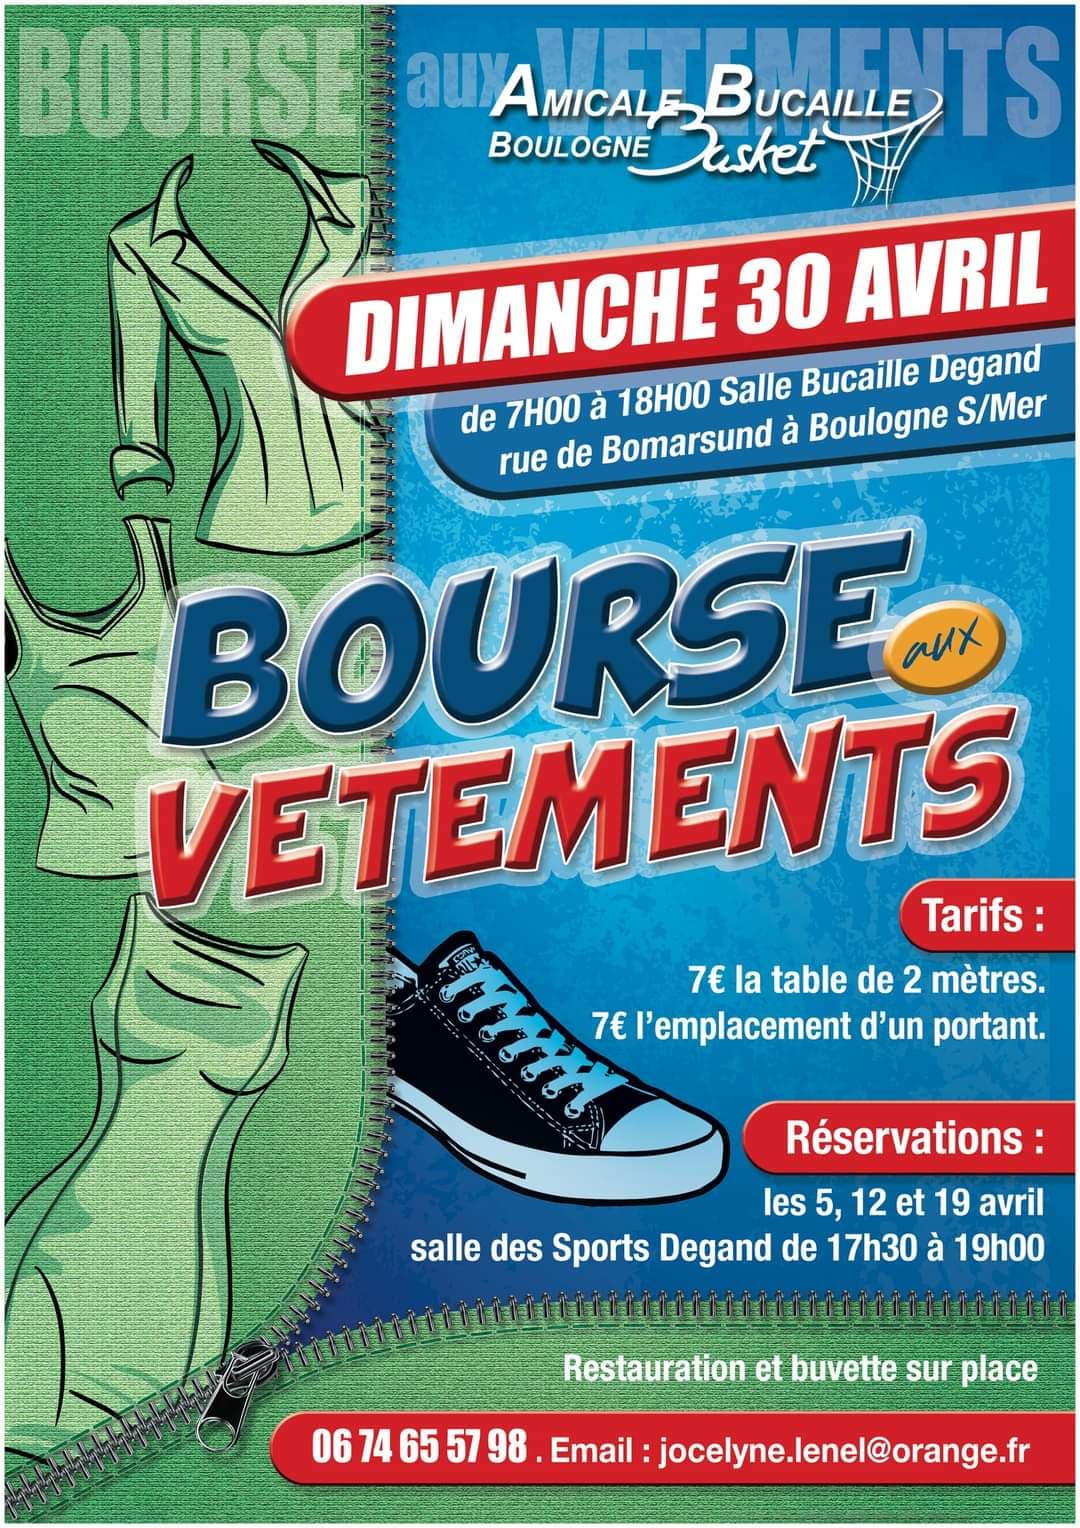 BOURSE aux VETEMENTS
AMICALE BUCAILLE
BOULOGNE Basket
DIMANCHE 30 AVRIL
de 7H00 à 18H00 Salle Bucaille Degand
rue de Bomarsund à Boulogne S/Mer
BOURSE aux
VETEMENTS
Tarifs :
7€ la table de 2 mètres.
7€ l'emplacement d'un portant.
Réservations :
les 5, 12 et 19 avril
salle des Sports Degand de 17h30 à 19h00
Restauration et buvette sur place
06 74 65 57 98 . Email : jocelyne.lenel@orange.fr